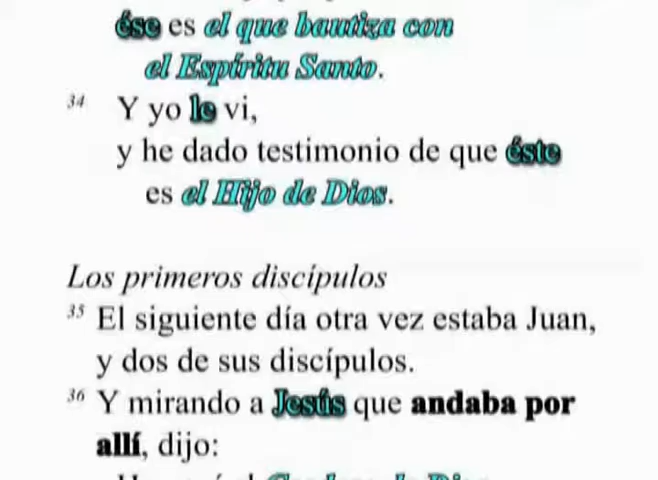 ése es el que bautiza con
el Espíritu Santo.
34 Y yo le vi,
y he dado testimonio de que éste
es el Hijo de Dios.
Los primeros discípulos
35 El siguiente día otra vez estaba Juan,
y dos de sus discípulos.
36 Y mirando a Jesús que andaba por
allí, dijo: